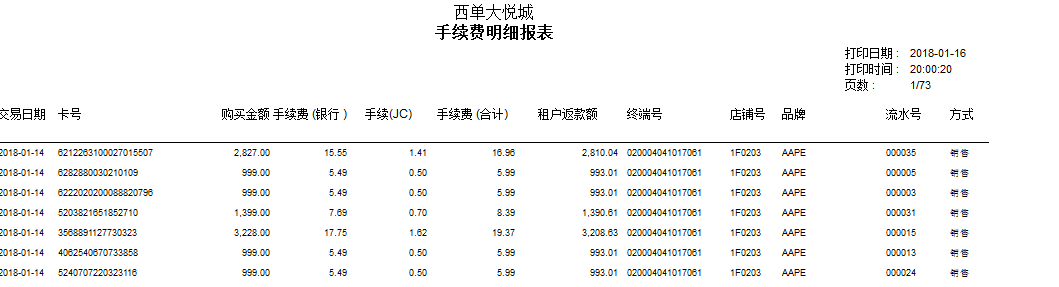 西单大悦城
手续费明细报表
打印日期： 2018-01-16
打印时间： 20:00:20
页数： 1/73
交易日期 卡号 购买金额 手续费 (银行 ) 手续(JC) 手续费 (合计) 租户返款额 终端号 店铺号 品牌 流水号 方式
2018-01-14 6212263100027015507 2,827.00 15.55 1.41 16.96 2,810.04 020004041017061 1F0203 AAPE 000035 销售
2018-01-14 6282880030210109 999.00 5.49 0.50 5.99 993.01 020004041017061 1F0203 AAPE 000005 销售
2018-01-14 6222020200088820796 999.00 5.49 0.50 5.99 993.01 020004041017061 1F0203 AAPE 000003 销售
2018-01-14 5203821651852710 1,399.00 7.69 0.70 8.39 1,390.61 020004041017061 1F0203 AAPE 000031 销售
2018-01-14 3568891127730323 3,228.00 17.75 1.62 19.37 3,208.63 020004041017061 1F0203 AAPE 000015 销售
2018-01-14 4062540670733858 999.00 5.49 0.50 5.99 993.01 020004041017061 1F0203 AAPE 000013 销售
2018-01-14 5240707220323116 999.00 5.49 0.50 5.99 993.01 020004041017061 1F0203 AAPE 000024 销售